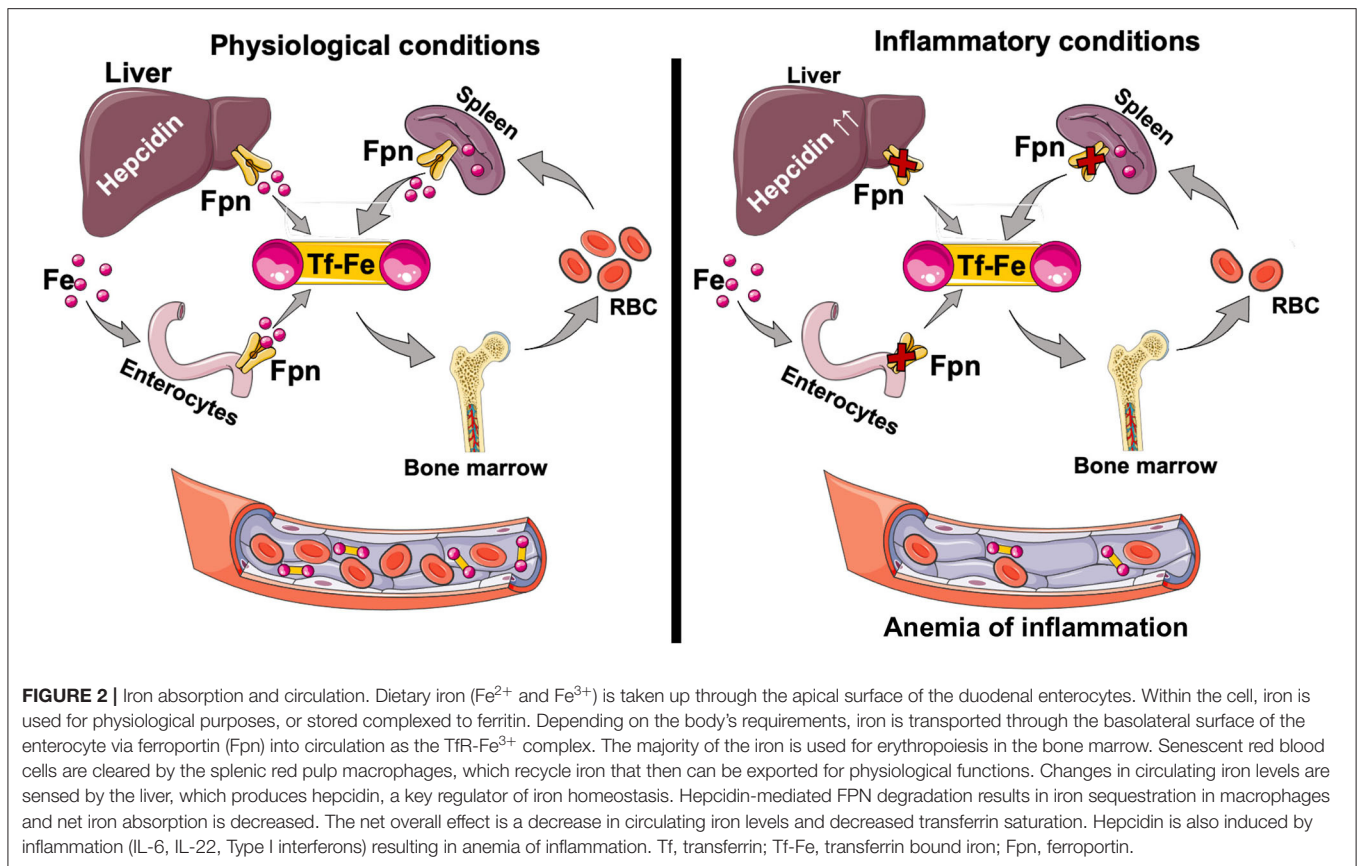 Physiological conditions
Liver
Hepcidin
Fpn
Spleen
Fpn
Tf-Fe
Fe
Enterocytes
Fpn
RBC
Bone marrow
Inflammatory conditions
Liver
Hepcidin ↑↑
Fpn
Spleen
Fpn
Tf-Fe
Fe
Enterocytes
Fpn
RBC
Bone marrow
Anemia of inflammation
FIGURE 2 | Iron absorption and circulation. Dietary iron (Fe²⁺ and Fe³⁺) is taken up through the apical surface of the duodenal enterocytes. Within the cell, iron is
used for physiological purposes, or stored complexed to ferritin. Depending on the body's requirements, iron is transported through the basolateral surface of the
enterocyte via ferroportin (Fpn) into circulation as the TfR-Fe³⁺ complex. The majority of the iron is used for erythropoiesis in the bone marrow. Senescent red blood
cells are cleared by the splenic red pulp macrophages, which recycle iron that then can be exported for physiological functions. Changes in circulating iron levels are
sensed by the liver, which produces hepcidin, a key regulator of iron homeostasis. Hepcidin-mediated FPN degradation results in iron sequestration in macrophages
and net iron absorption is decreased. The net overall effect is a decrease in circulating iron levels and decreased transferrin saturation. Hepcidin is also induced by
inflammation (IL-6, IL-22, Type I interferons) resulting in anemia of inflammation. Tf, transferrin; Tf-Fe, transferrin bound iron; Fpn, ferroportin.